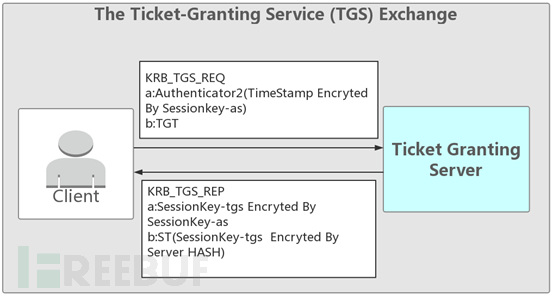 The Ticket-Granting Service (TGS) Exchange
KRB_TGS_REQ
a:Authenticator2(TimeStamp Encryted
By Sessionkey-as)
b:TGT
Client
Ticket Granting
Server
KRB_TGS_REP
a:SessionKey-tgs Encryted By
SessionKey-as
b:ST(SessionKey-tgs Encryted By
Server HASH)
FREEBUF